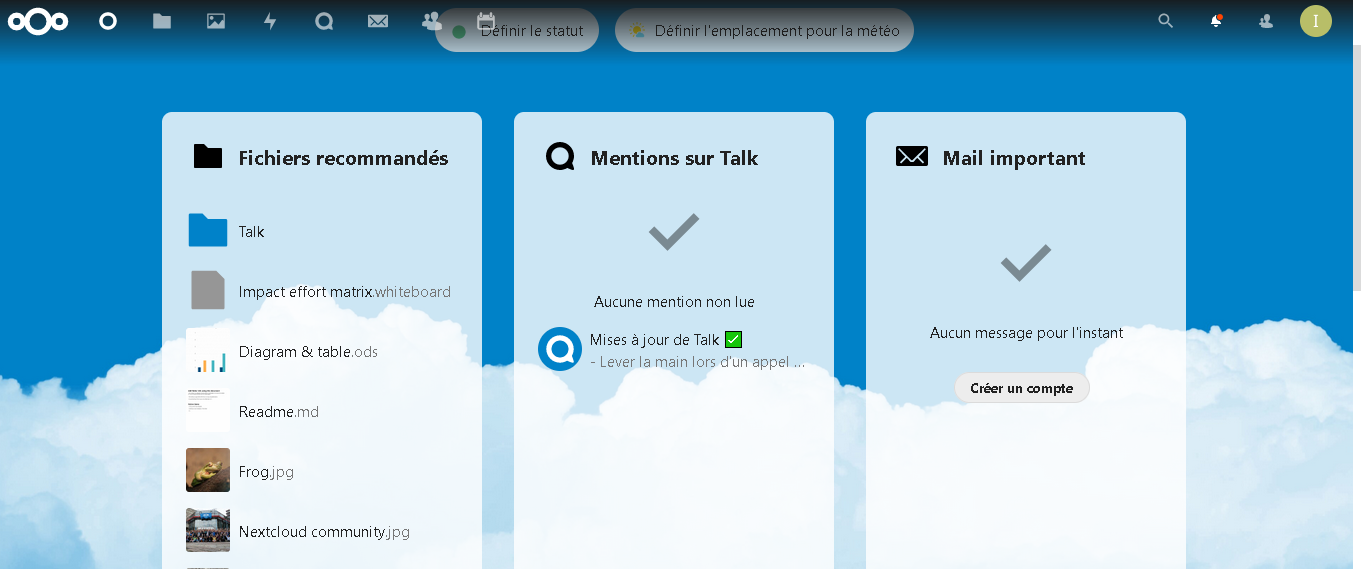 Définir le statut
Définir l'emplacement pour la météo
I
Fichiers recommandés
Talk
Impact effort matrix.whiteboard
Diagram & table.ods
Readme.md
Frog.jpg
Nextcloud community.jpg
Mentions sur Talk
Aucune mention non lue
Mises à jour de Talk ✅
- Lever la main lors d'un appel ...
Mail important
Aucun message pour l'instant
Créer un compte